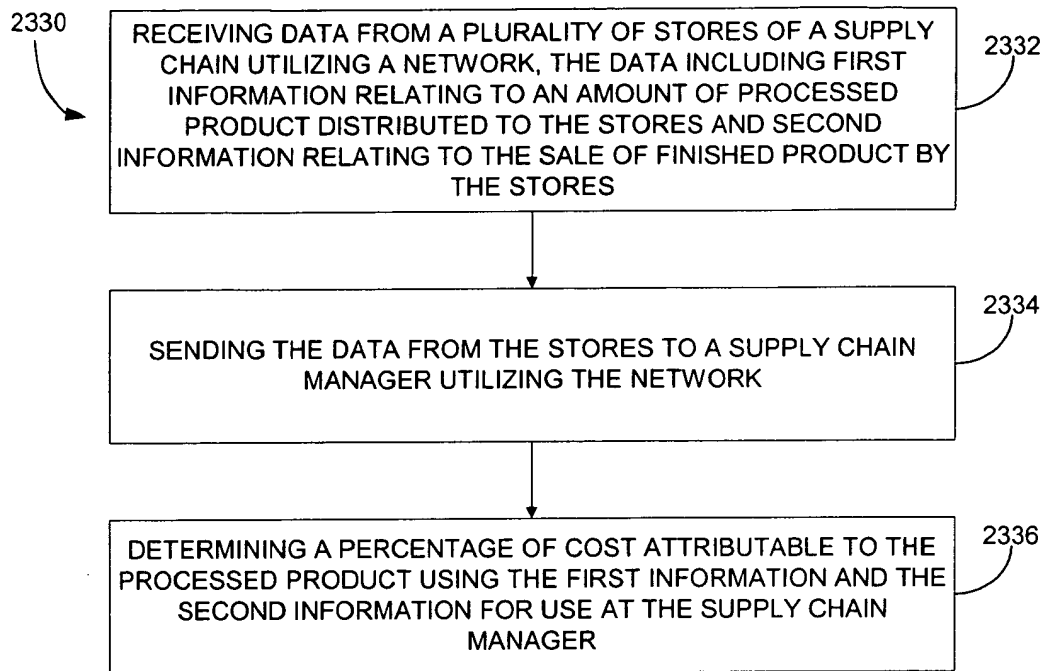 2330
RECEIVING DATA FROM A PLURALITY OF STORES OF A SUPPLY
CHAIN UTILIZING A NETWORK, THE DATA INCLUDING FIRST
INFORMATION RELATING TO AN AMOUNT OF PROCESSED
PRODUCT DISTRIBUTED TO THE STORES AND SECOND
INFORMATION RELATING TO THE SALE OF FINISHED PRODUCT BY
THE STORES
2332
SENDING THE DATA FROM THE STORES TO A SUPPLY CHAIN
MANAGER UTILIZING THE NETWORK
2334
DETERMINING A PERCENTAGE OF COST ATTRIBUTABLE TO THE
PROCESSED PRODUCT USING THE FIRST INFORMATION AND THE
SECOND INFORMATION FOR USE AT THE SUPPLY CHAIN
MANAGER
2336